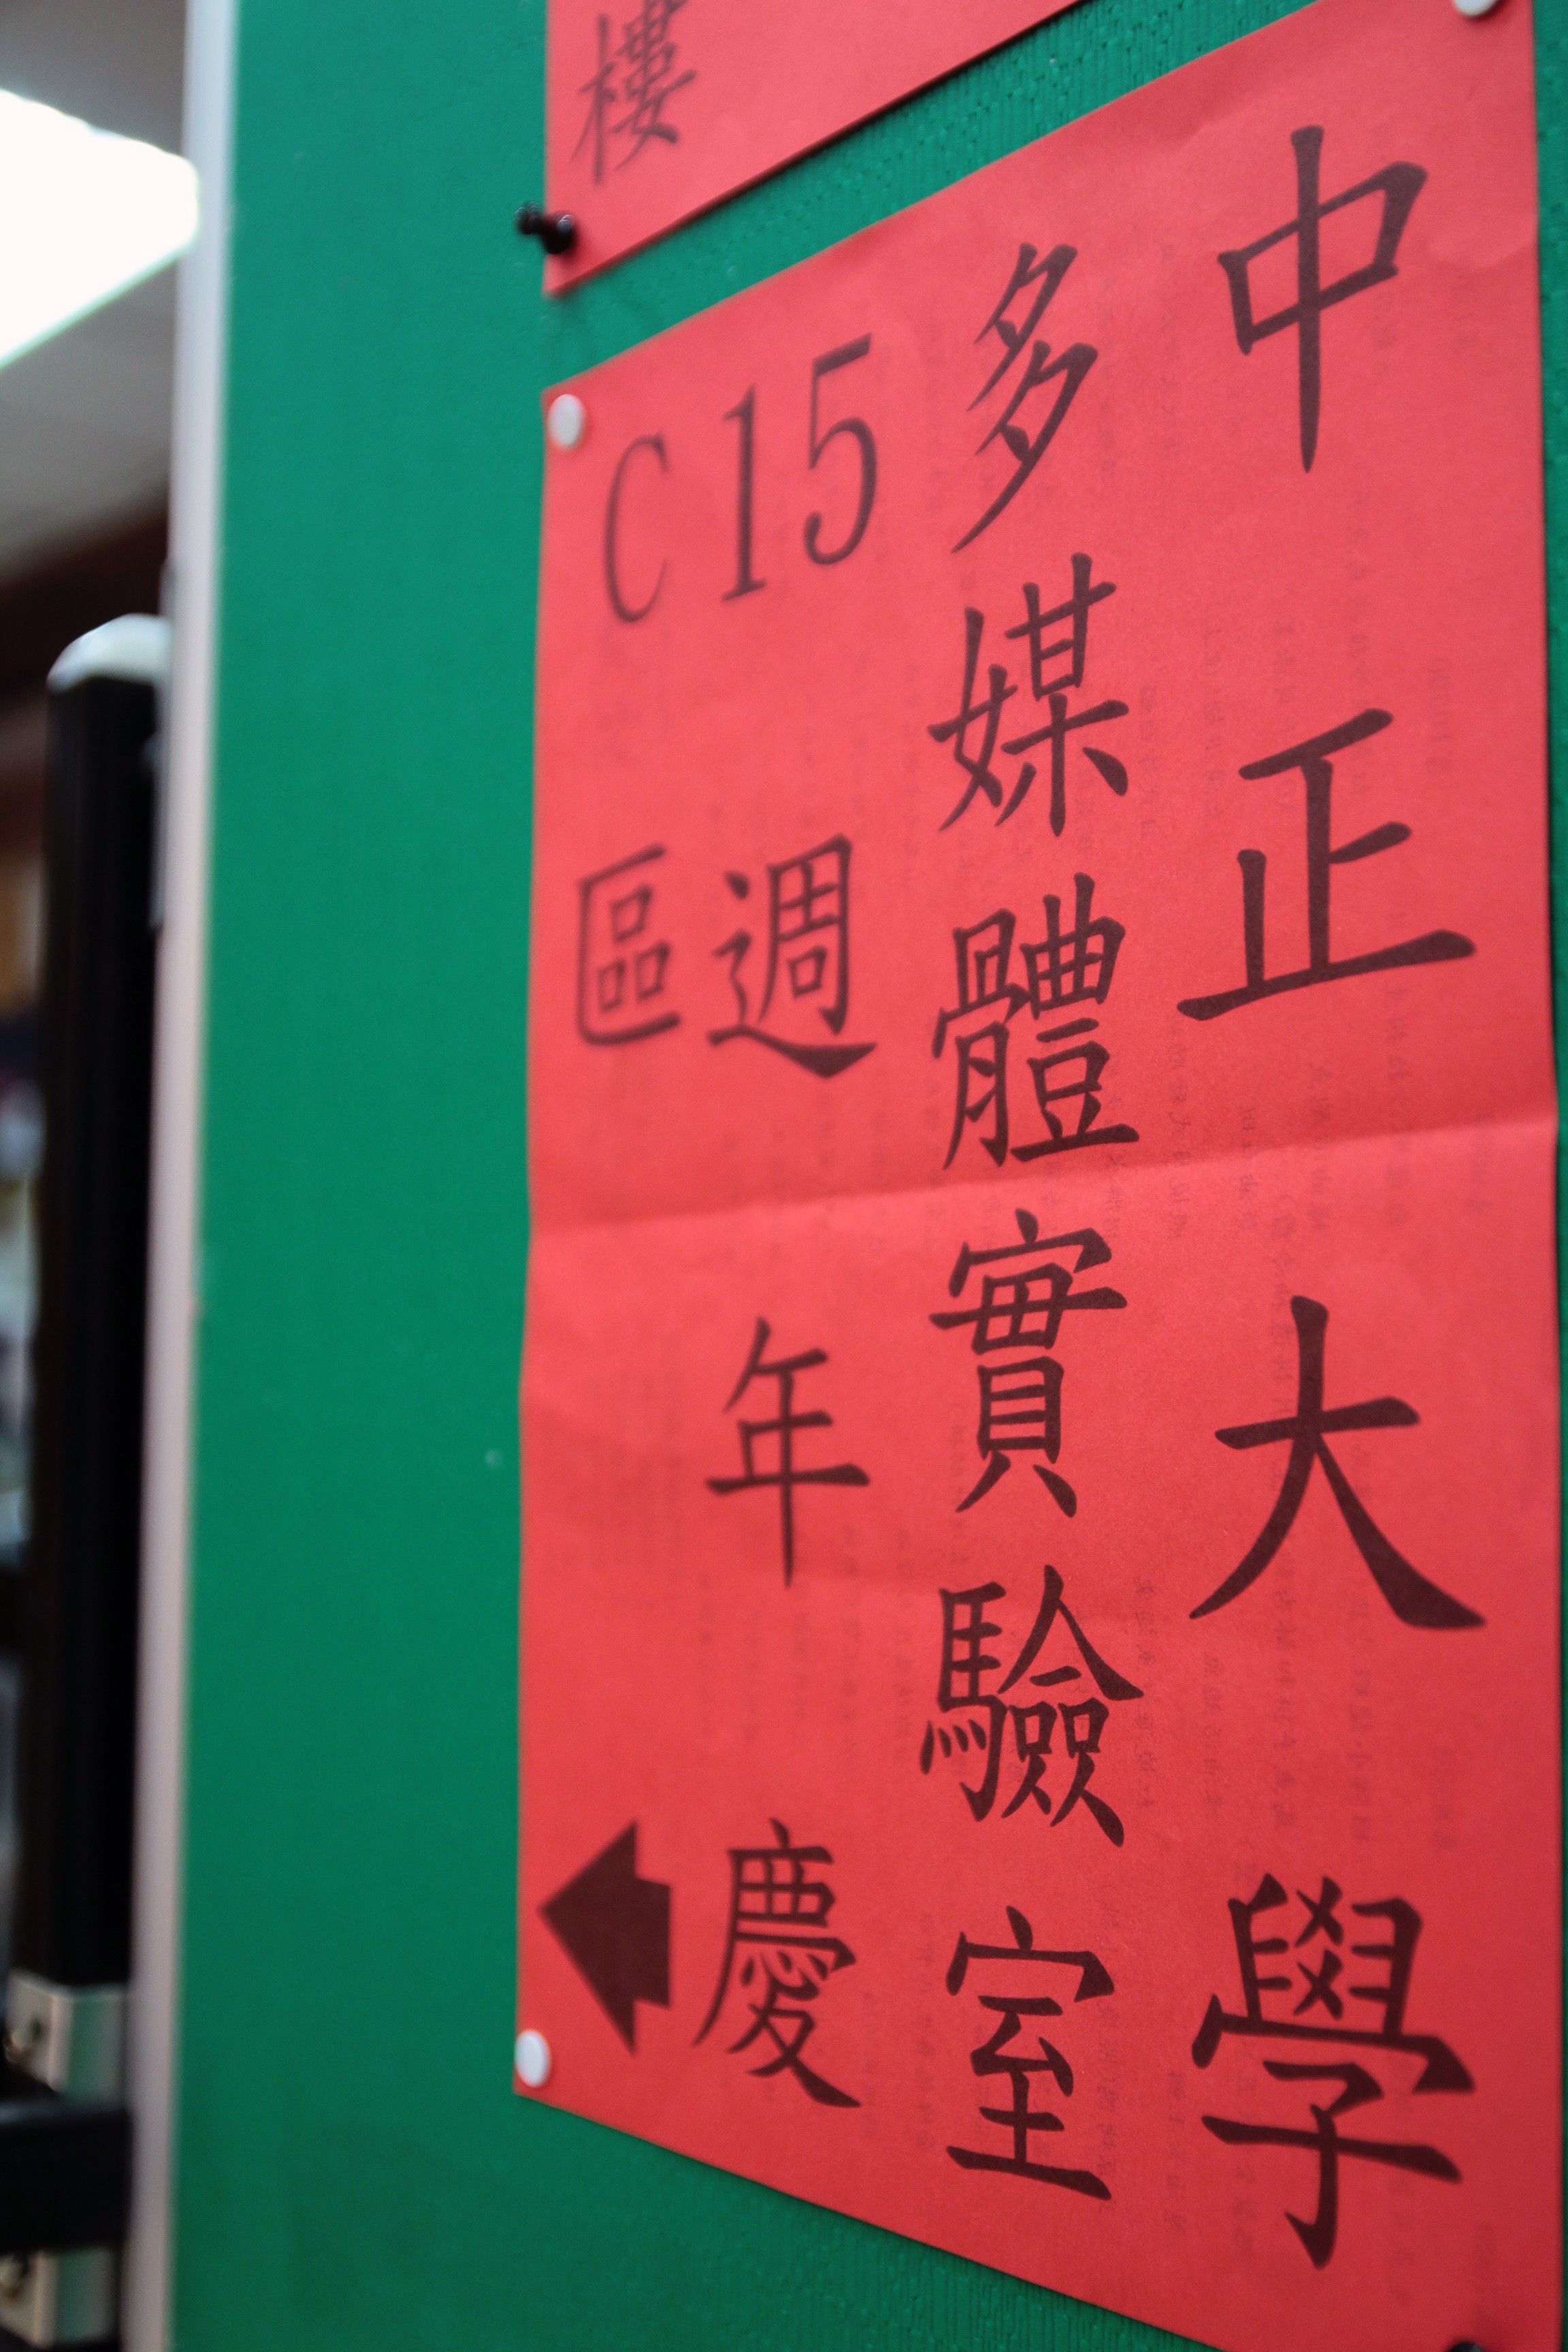 樓
中正大學
多媒體實驗室
15週年慶
C區